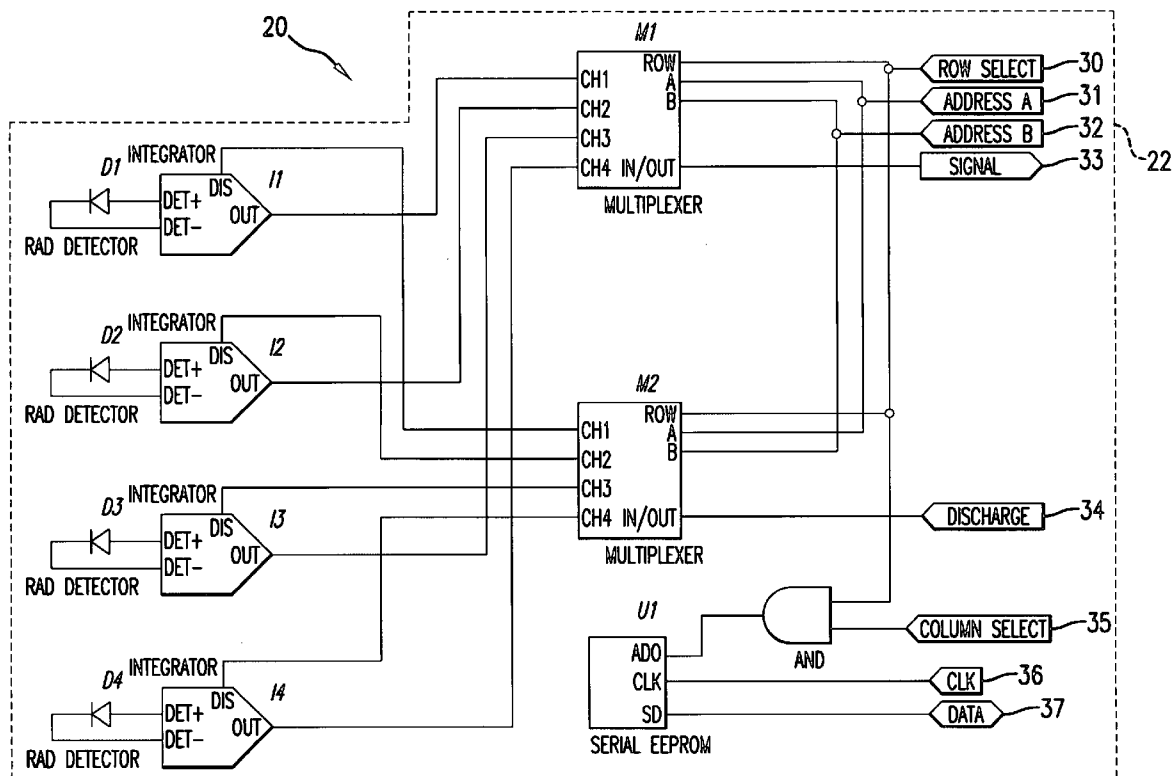 20
M1
ROW
A
B
CH1
CH2
CH3
CH4 IN/OUT
MULTIPLEXER
ROW SELECT 30
ADDRESS A 31
ADDRESS B 32
SIGNAL 33
22
INTEGRATOR
D1
DIS
I1
DET+
DET-
OUT
RAD DETECTOR
INTEGRATOR
D2
DIS
I2
DET+
DET-
OUT
RAD DETECTOR
M2
ROW
A
B
CH1
CH2
CH3
CH4 IN/OUT
MULTIPLEXER
DISCHARGE 34
INTEGRATOR
D3
DIS
I3
DET+
DET-
OUT
RAD DETECTOR
INTEGRATOR
D4
DIS
I4
DET+
DET-
OUT
RAD DETECTOR
U1
ADO
CLK
SD
SERIAL EEPROM
AND
COLUMN SELECT 35
CLK 36
DATA 37